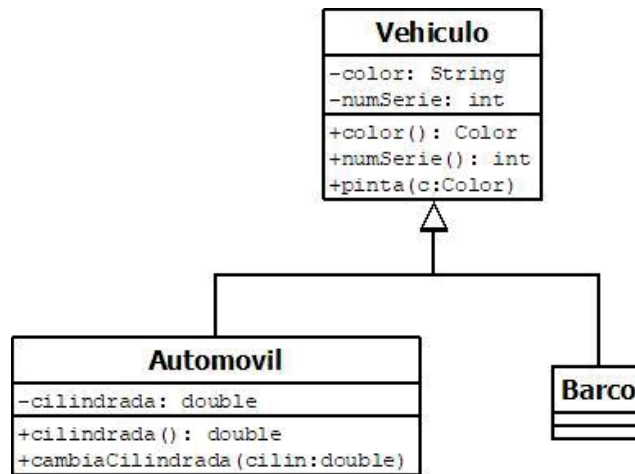 Vehiculo
-color: String
-numSerie: int
+color(): Color
+numSerie(): int
+pinta(c:Color)
Automovil
-cilindrada: double
+cilindrada(): double
+cambiaCilindrada(cilin:double)
Barco